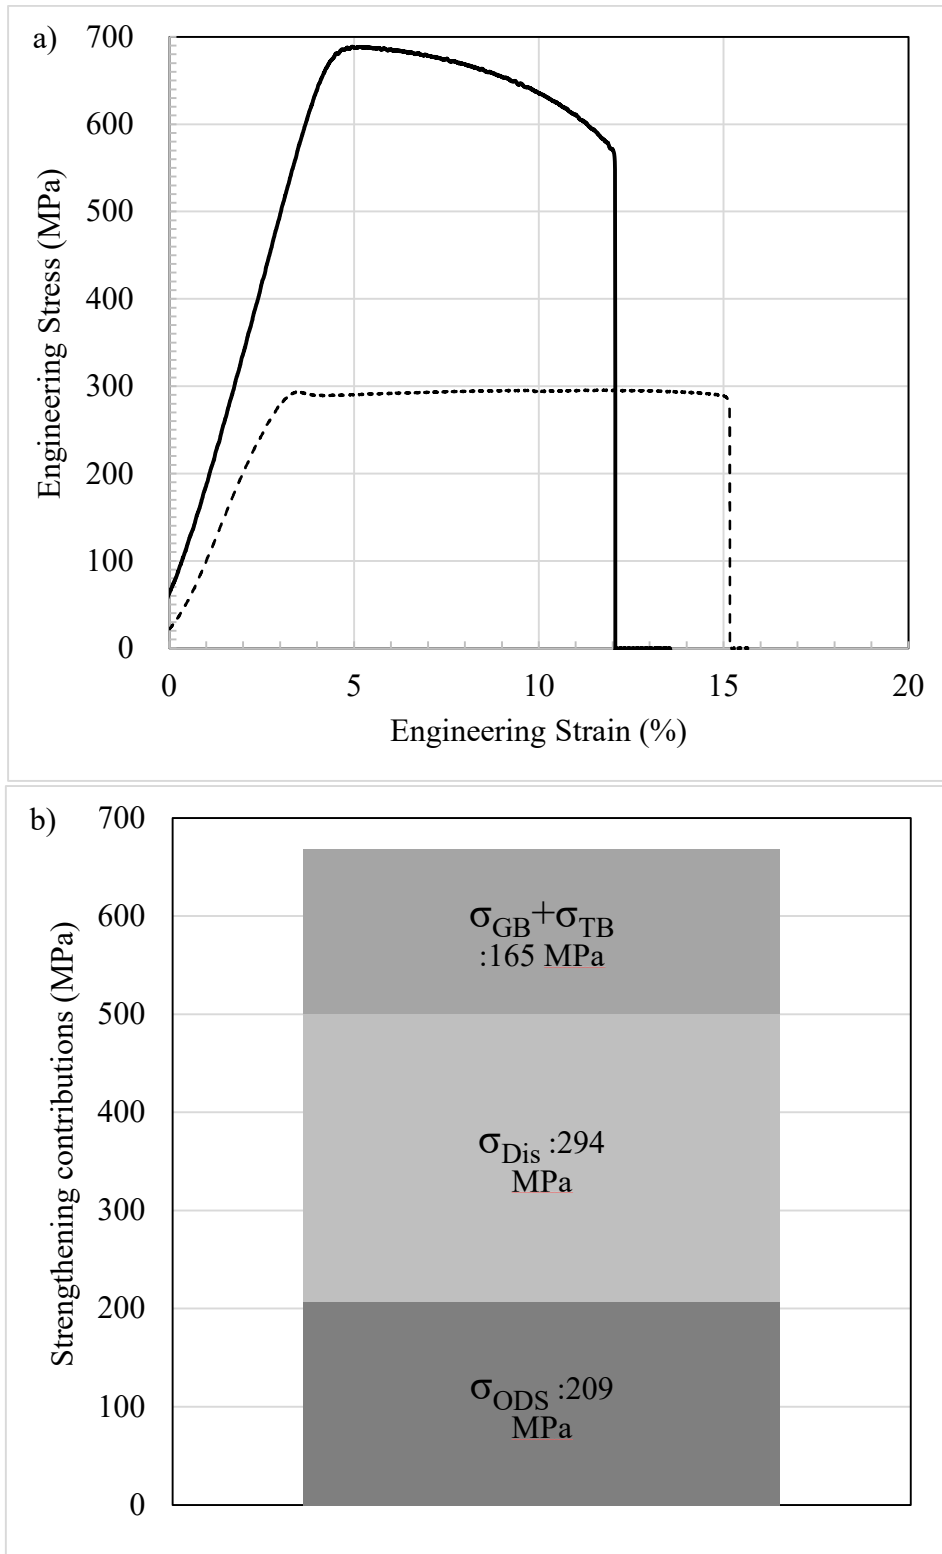 a)
700
600
500
400
300
200
100
0
Engineering Stress (MPa)
0 5 10 15 20
Engineering Strain (%)
b)
700
600
500
400
300
200
100
0
Strengthening contributions (MPa)
σGB+σTB
:165 MPa
σDis :294
MPa
σODS :209
MPa